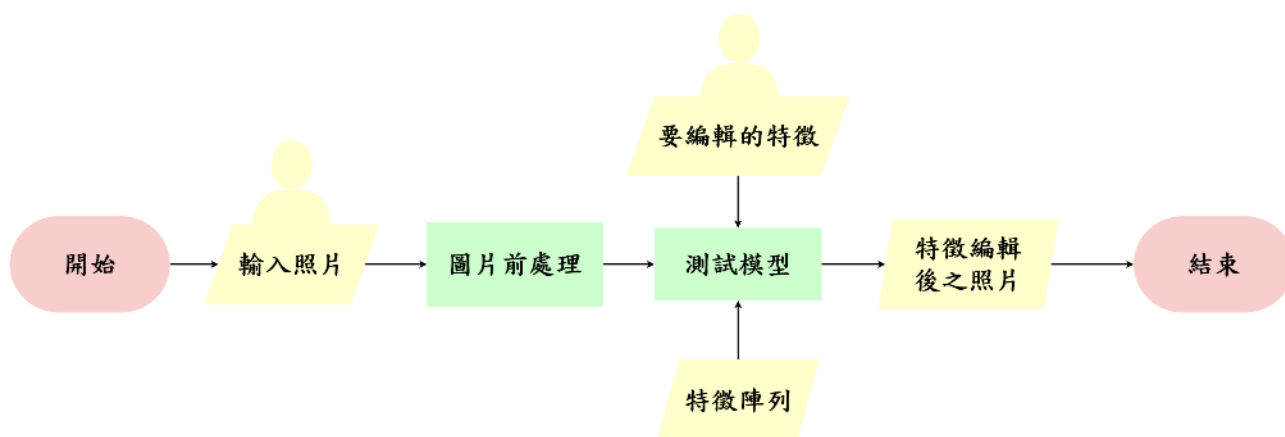 要編輯的特徵
開始
輸入照片
圖片前處理
測試模型
特徵編輯
後之照片
結束
特徵陣列